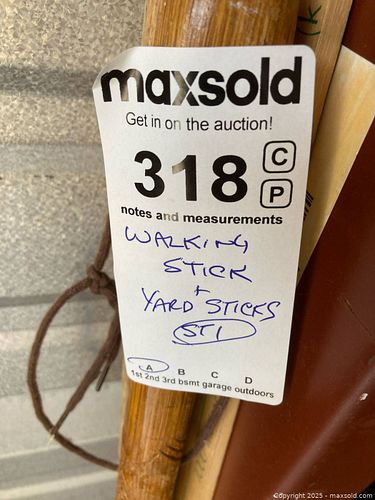 maxsold
Get in on the auction!
318 C
P
notes and measurements
WALKING
STICK
+
YARD STICKS
ST1
A B C D
1st 2nd 3rd bsmt garage outdoors
Copyright 2025 - maxsold.com